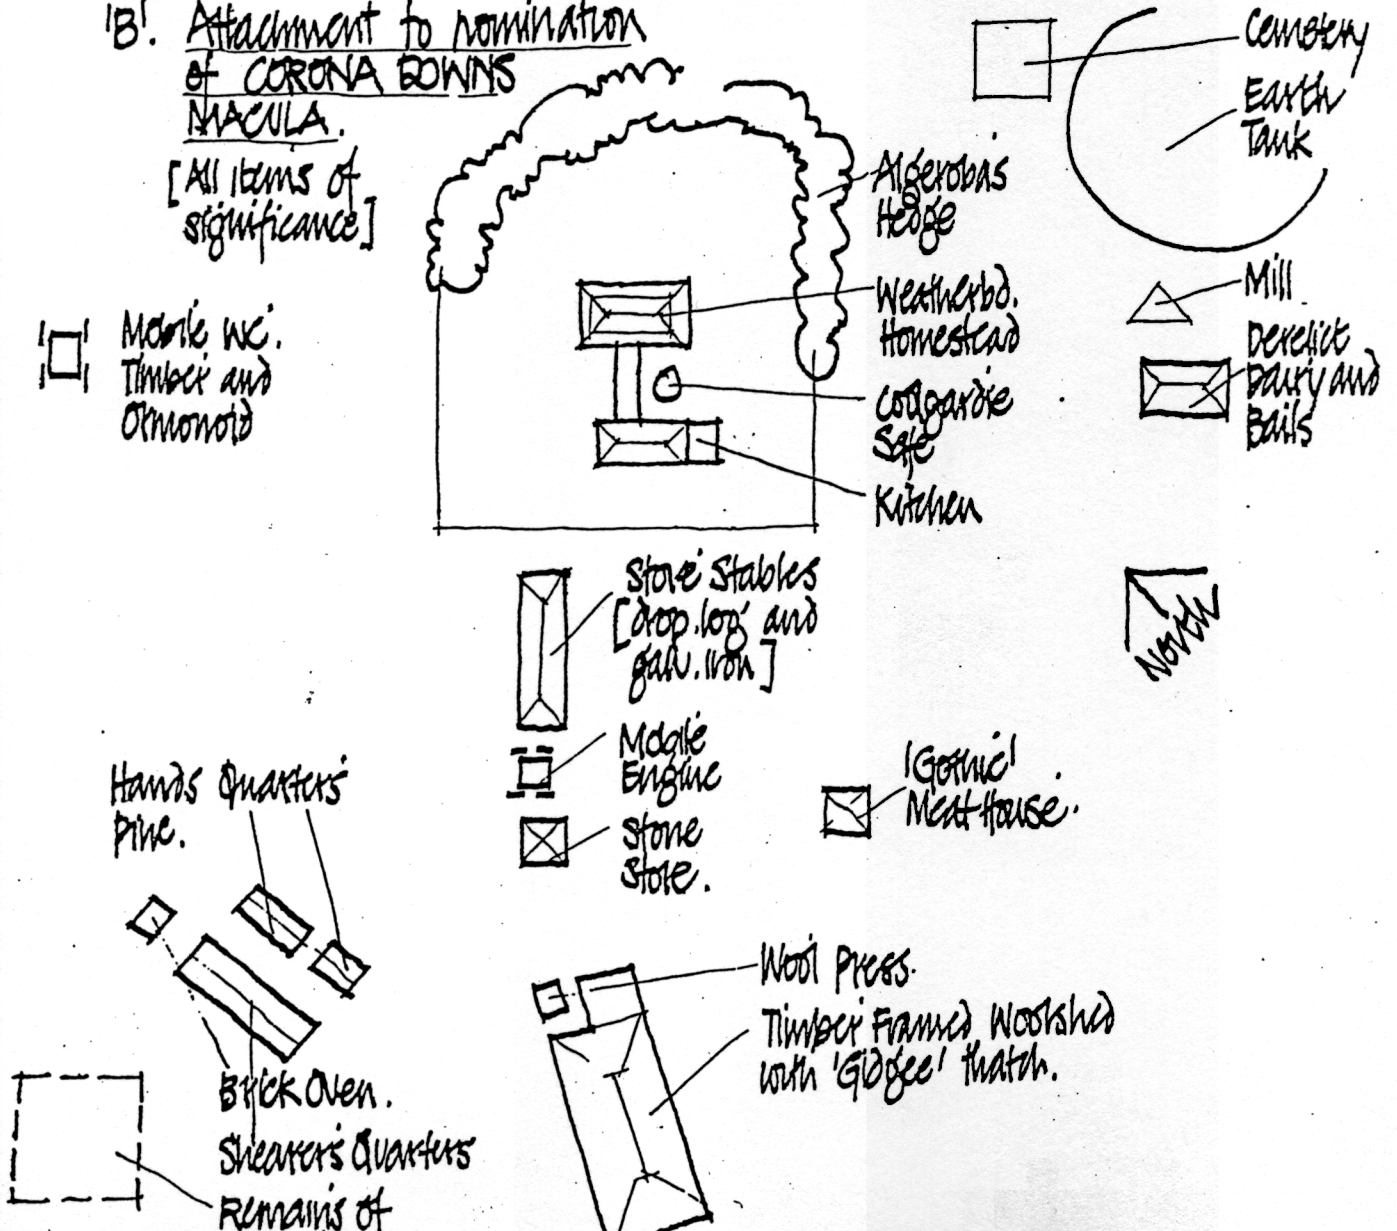 'B'. Attachment to nomination
of CORONA DOWNS
MACULA.
[All items of
significance]
Cemetery
Earth
Tank
Algeroba's
Hedge
Weatherbd.
Homestead
Coolgardie
Safe
Kitchen
Mill
Derelict
Dairy and
Bails
Mobile WC.
Timber and
Ormonoid
Store Stables
[drop.log and
galv.iron]
North
Mobile
Engine
Stone
Store.
'Gothic'
Meat House.
Hands Quarters
Pine.
Wool Press.
Timber Framed Woolshed
with 'Gidgee' thatch.
Brick Oven.
Shearers Quarters
Remains of